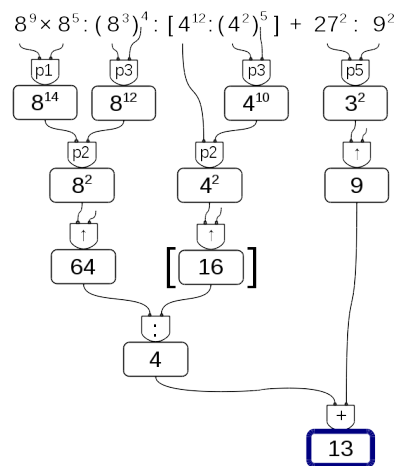 8⁹ × 8⁵ : (8³)⁴ : [4¹² : (4²)⁵] + 27² : 9²
p1 p3 p3 p5
8¹⁴ 8¹² 4¹⁰ 3²
p2 p2 ↑
8² 4² 9
↑ ↑
64 [16]
:
4
+
13